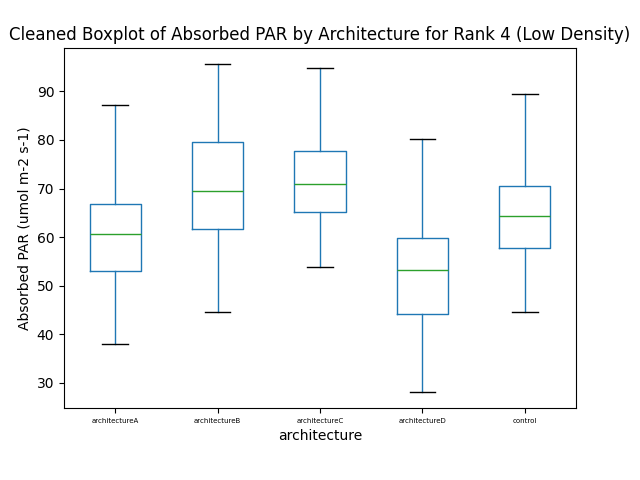 Cleaned Boxplot of Absorbed PAR by Architecture for Rank 4 (Low Density)
Absorbed PAR (umol m-2 s-1)
90
80
70
60
50
40
30
architectureA architectureB architectureC architectureD control
architecture